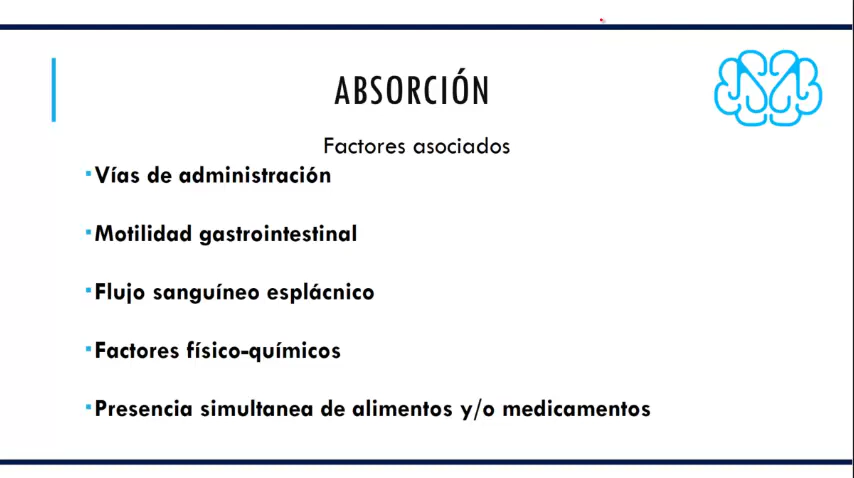 ABSORCIÓN
Factores asociados
Vías de administración
Motilidad gastrointestinal
Flujo sanguíneo esplácnico
Factores físico-químicos
Presencia simultanea de alimentos y/o medicamentos